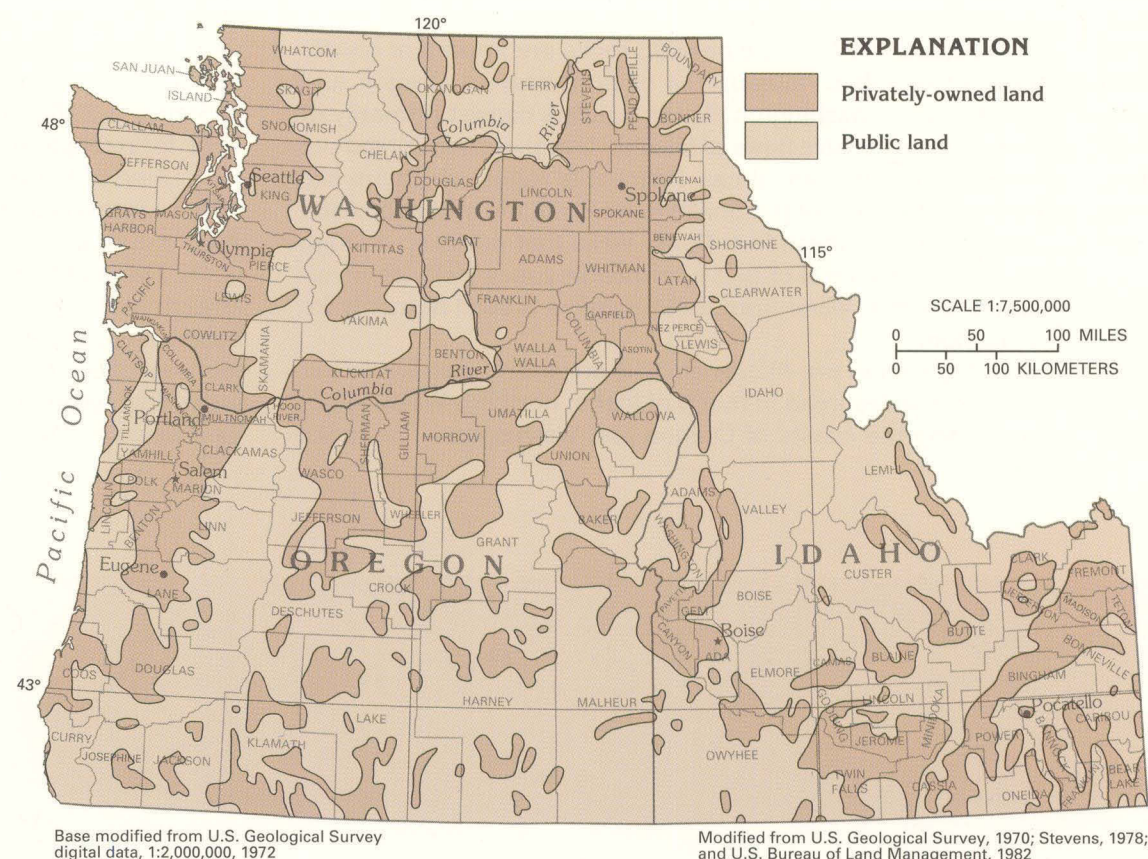 120°
EXPLANATION
Privately-owned land
Public land
WHATCOM
SAN JUAN
SKAGIT
ISLAND
OKANOGAN
FERRY
STEVENS
PEND OREILLE
BOUNDARY
BONNER
48°
CLALLAM
SNOHOMISH
Columbia
River
JEFFERSON
CHELAN
Seattle
KING
DOUGLAS
LINCOLN
Spokane
SPOKANE
KOOTENAI
WASHINGTON
GRAYS
HARBOR
MASON
Olympia
THURSTON
PIERCE
KITTITAS
GRANT
ADAMS
WHITMAN
BENEWAH
SHOSHONE
LATAH
115°
CLEARWATER
PACIFIC
LEWIS
YAKIMA
FRANKLIN
GARFIELD
NEZ PERCE
LEWIS
SCALE 1:7,500,000
0 50 100 MILES
0 50 100 KILOMETERS
WAHKIAKUM
COWLITZ
SKAMANIA
BENTON
WALLA
WALLA
COLUMBIA
ASOTIN
IDAHO
CLATSOP
COLUMBIA
CLARK
KLICKITAT
River
Columbia
Pacific Ocean
TILLAMOOK
WASH
Portland
MULTNOMAH
HOOD
RIVER
SHERMAN
GILLIAM
MORROW
UMATILLA
WALLOWA
UNION
YAMHILL
CLACKAMAS
WASCO
POLK
Salem
MARION
LINCOLN
BENTON
LINN
JEFFERSON
WHEELER
GRANT
BAKER
ADAMS
WASHINGTON
VALLEY
LEMHI
OREGON
IDAHO
Eugene
LANE
CROOK
DESCHUTES
PAYETTE
GEM
BOISE
CUSTER
CLARK
FREMONT
JEFFERSON
MADISON
TETON
CANYON
Boise
ADA
ELMORE
CAMAS
BLAINE
BUTTE
BONNEVILLE
BINGHAM
43°
COOS
DOUGLAS
HARNEY
MALHEUR
GOODING
LINCOLN
MINIDOKA
Pocatello
CURRY
JOSEPHINE
JACKSON
KLAMATH
LAKE
OWYHEE
JEROME
POWER
BANNOCK
CARIBOU
TWIN
FALLS
CASSIA
ONEIDA
FRANKLIN
BEAR
LAKE
Base modified from U.S. Geological Survey
digital data, 1:2,000,000, 1972
Modified from U.S. Geological Survey, 1970; Stevens, 1978;
and U.S. Bureau of Land Management, 1982